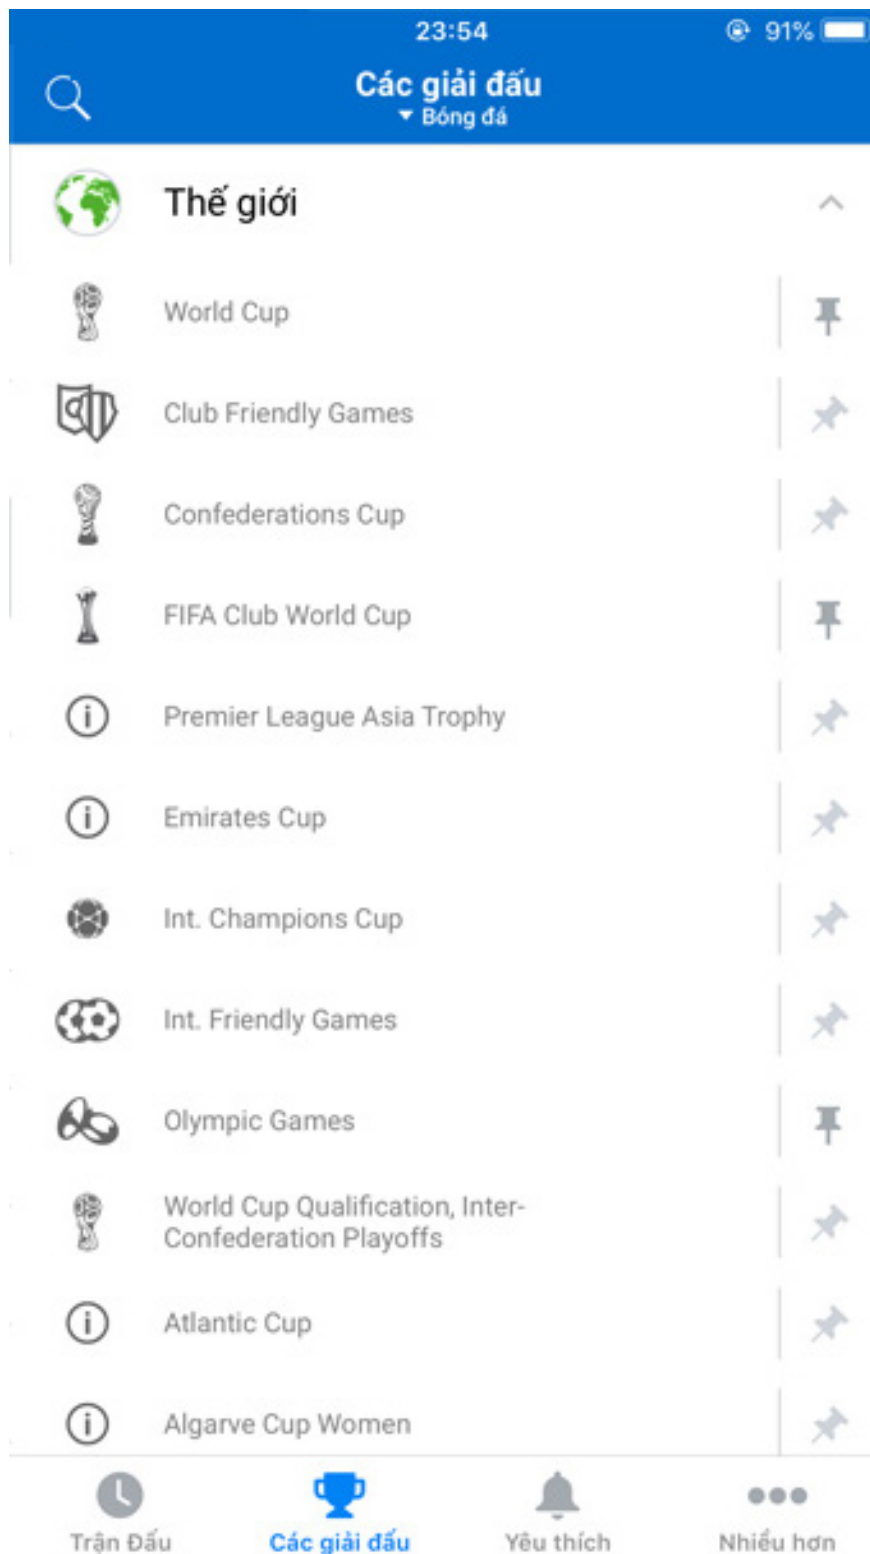 23:54
91%
Các giải đấu
Bóng đá
Thế giới
World Cup
Club Friendly Games
Confederations Cup
FIFA Club World Cup
Premier League Asia Trophy
Emirates Cup
Int. Champions Cup
Int. Friendly Games
Olympic Games
World Cup Qualification, Inter-
Confederation Playoffs
Atlantic Cup
Algarve Cup Women
Trận Đấu
Các giải đấu
Yêu thích
Nhiều hơn